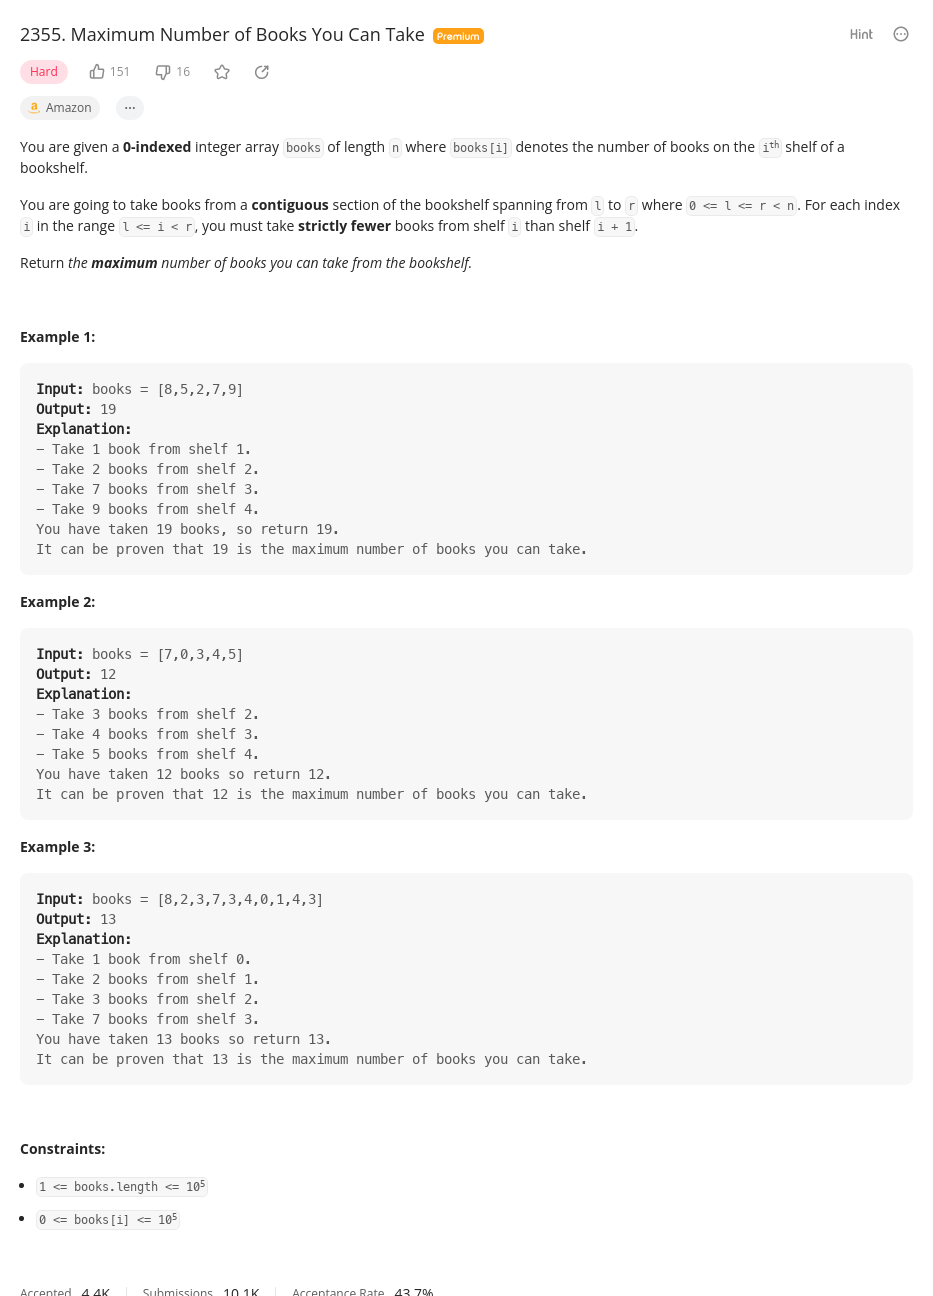 2355. Maximum Number of Books You Can Take Premium
Hint
Hard 151 16
a Amazon ...
You are given a 0-indexed integer array books of length n where books[i] denotes the number of books on the ith shelf of a
bookshelf.
You are going to take books from a contiguous section of the bookshelf spanning from l to r where 0 <= l <= r < n. For each index
i in the range l <= i < r, you must take strictly fewer books from shelf i than shelf i + 1.
Return the maximum number of books you can take from the bookshelf.
Example 1:
Input: books = [8,5,2,7,9]
Output: 19
Explanation:
– Take 1 book from shelf 1.
– Take 2 books from shelf 2.
– Take 7 books from shelf 3.
– Take 9 books from shelf 4.
You have taken 19 books, so return 19.
It can be proven that 19 is the maximum number of books you can take.
Example 2:
Input: books = [7,0,3,4,5]
Output: 12
Explanation:
– Take 3 books from shelf 2.
– Take 4 books from shelf 3.
– Take 5 books from shelf 4.
You have taken 12 books so return 12.
It can be proven that 12 is the maximum number of books you can take.
Example 3:
Input: books = [8,2,3,7,3,4,0,1,4,3]
Output: 13
Explanation:
– Take 1 book from shelf 0.
– Take 2 books from shelf 1.
– Take 3 books from shelf 2.
– Take 7 books from shelf 3.
You have taken 13 books so return 13.
It can be proven that 13 is the maximum number of books you can take.
Constraints:
• 1 <= books.length <= 10⁵
• 0 <= books[i] <= 10⁵
Accepted 4.4K Submissions 10.1K Acceptance Rate 43.7%